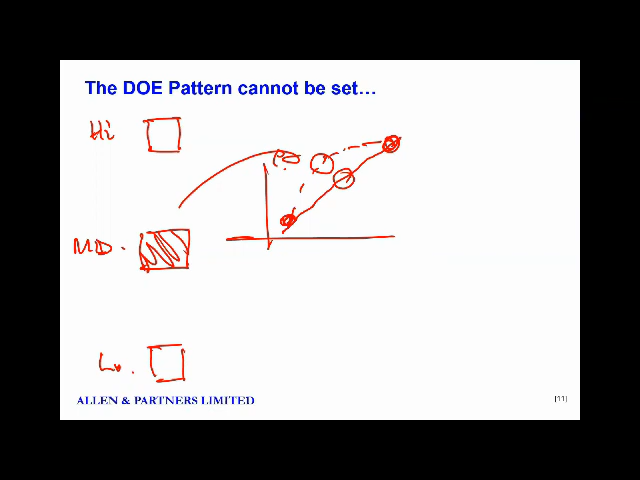 The DOE Pattern cannot be set...
Hi
MD.
Lo.
ALLEN & PARTNERS LIMITED
[11]